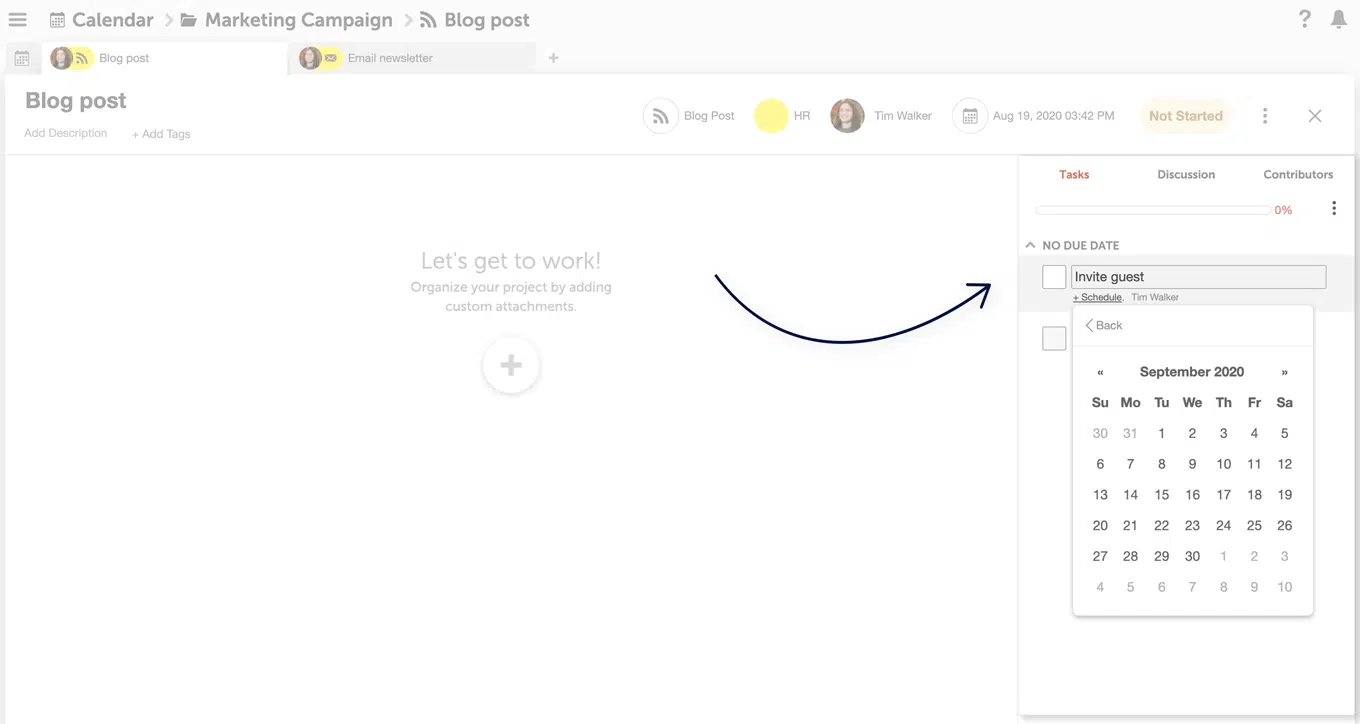 Calendar Marketing Campaign Blog post ?
Blog post Email newsletter +
Blog post
Add Description + Add Tags
Blog Post HR Tim Walker Aug 19, 2020 03:42 PM Not Started
Tasks Discussion Contributors
0%
NO DUE DATE
Invite guest
+ Schedule, Tim Walker
Let's get to work!
Organize your project by adding
custom attachments.
Back
« September 2020 »
Su Mo Tu We Th Fr Sa
30 31 1 2 3 4 5
6 7 8 9 10 11 12
13 14 15 16 17 18 19
20 21 22 23 24 25 26
27 28 29 30 1 2 3
4 5 6 7 8 9 10